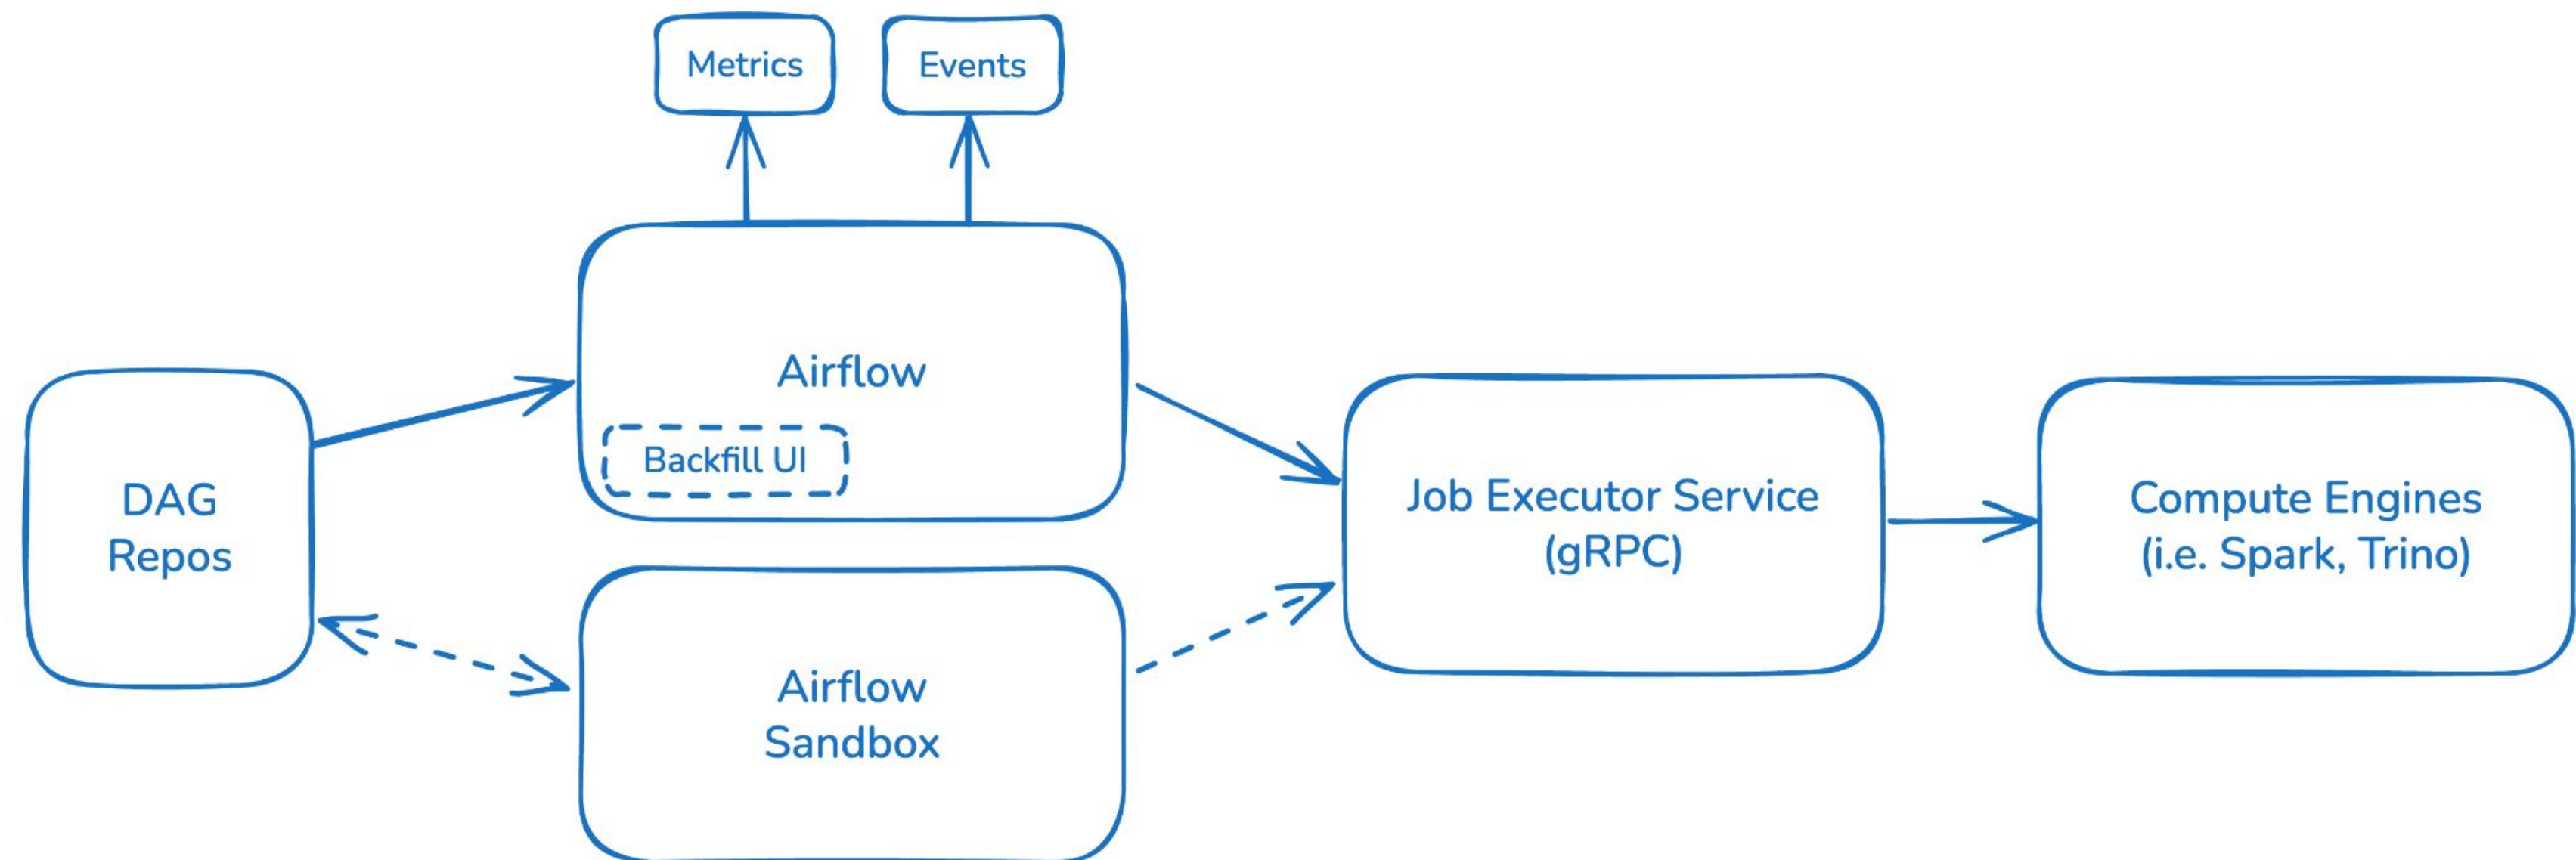 Metrics
Events
Airflow
Backfill UI
DAG
Repos
Job Executor Service
(gRPC)
Compute Engines
(i.e. Spark, Trino)
Airflow
Sandbox